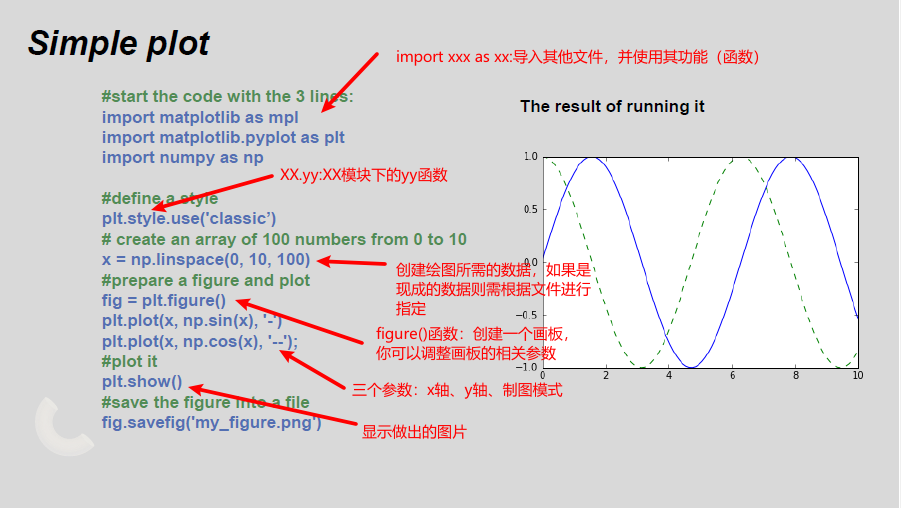 Simple plot
import xxx as xx:导入其他文件，并使用其功能（函数）
#start the code with the 3 lines:
import matplotlib as mpl
import matplotlib.pyplot as plt
import numpy as np
The result of running it
XX.yy:XX模块下的yy函数
#define a style
plt.style.use('classic’)
# create an array of 100 numbers from 0 to 10
x = np.linspace(0, 10, 100)
创建绘图所需的数据，如果是
现成的数据则需根据文件进行
指定
#prepare a figure and plot
fig = plt.figure()
plt.plot(x, np.sin(x), '-')
plt.plot(x, np.cos(x), '--');
figure()函数：创建一个画板，
你可以调整画板的相关参数
#plot it
plt.show()
三个参数：x轴、y轴、制图模式
#save the figure into a file
fig.savefig('my_figure.png')
显示做出的图片
1.0
0.5
0.0
−0.5
−1.0
0 2 4 6 8 10